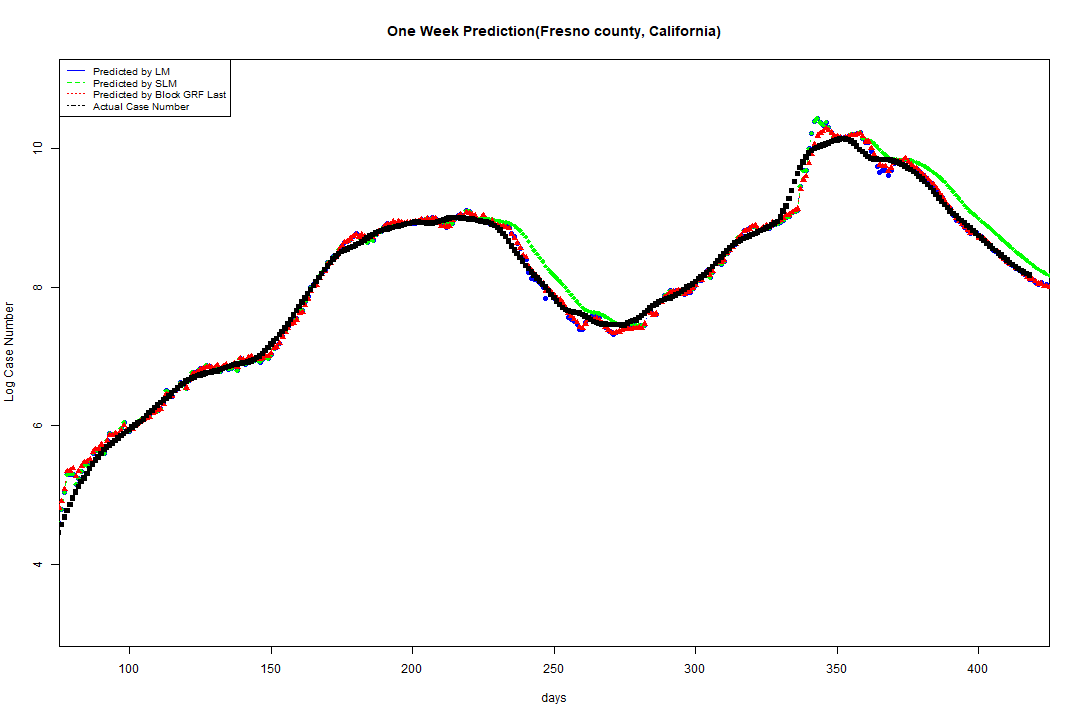 One Week Prediction(Fresno county, California)
Predicted by LM
Predicted by SLM
Predicted by Block GRF Last
Actual Case Number
Log Case Number
10
8
6
4
100 150 200 250 300 350 400
days